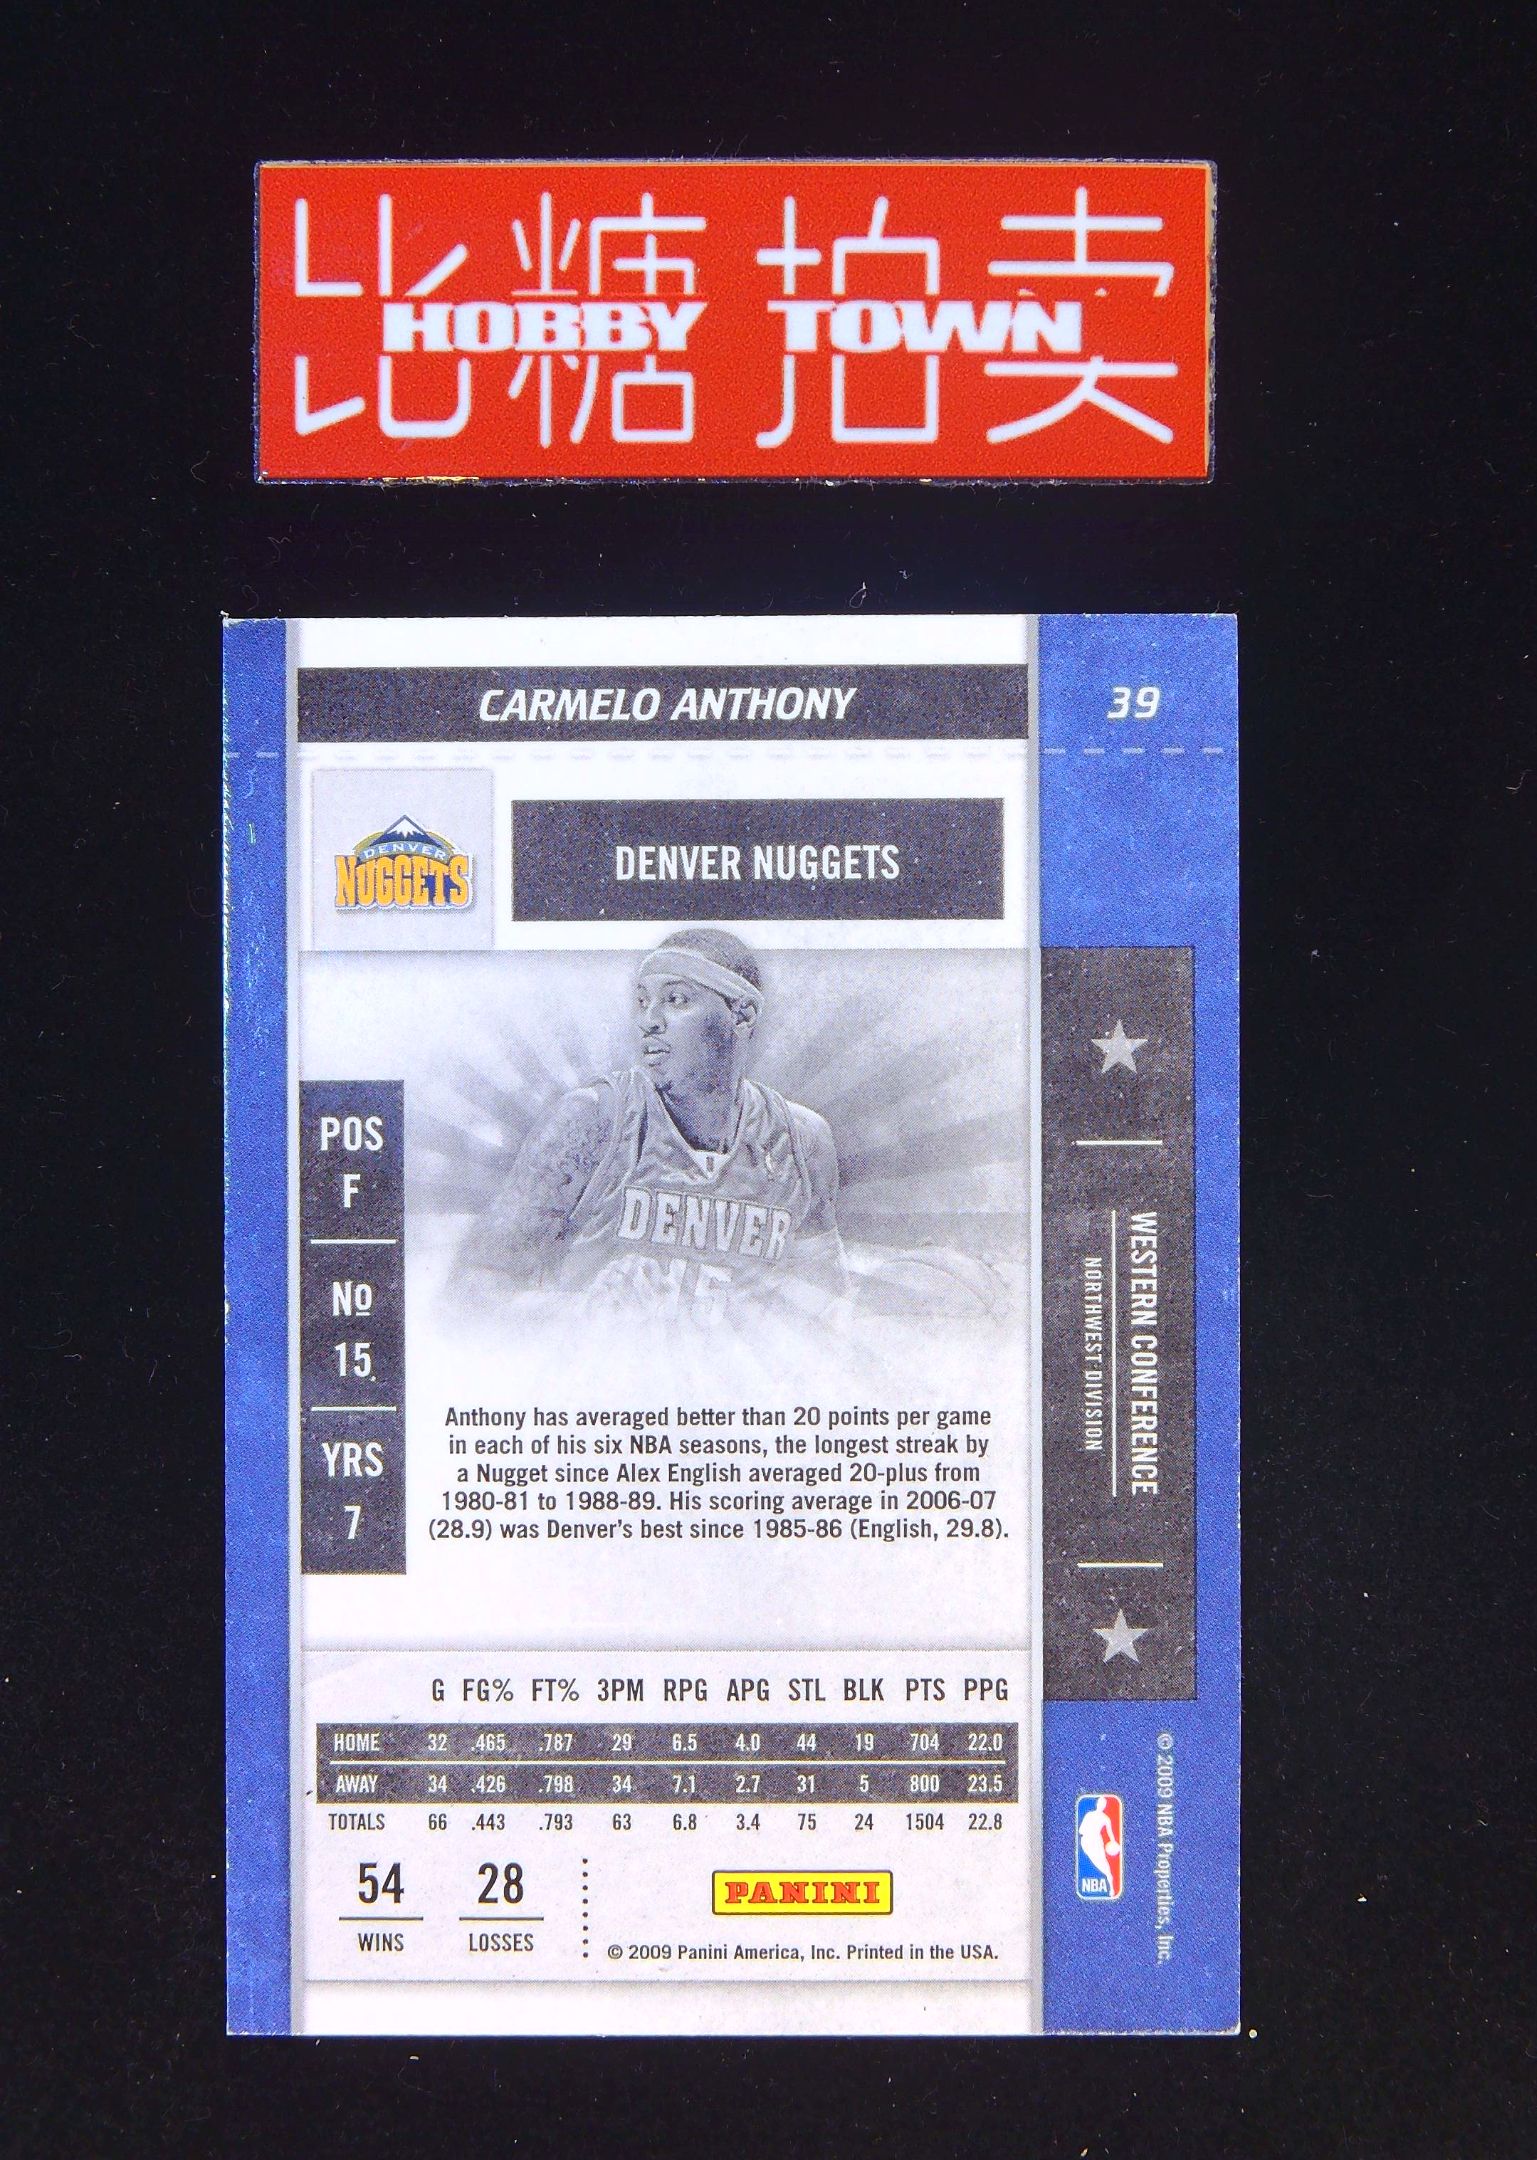 比糖 拍卖
HOBBY TOWN
CARMELO ANTHONY
39
DENVER
NUGGETS
DENVER NUGGETS
POS
F
Nº
15
YRS
7
DENVER
15
WESTERN CONFERENCE
NORTHWEST DIVISION
Anthony has averaged better than 20 points per game
in each of his six NBA seasons, the longest streak by
a Nugget since Alex English averaged 20-plus from
1980-81 to 1988-89. His scoring average in 2006-07
(28.9) was Denver's best since 1985-86 (English, 29.8).
G FG% FT% 3PM RPG APG STL BLK PTS PPG
HOME 32 .465 .787 29 6.5 4.0 44 19 704 22.0
AWAY 34 .426 .798 34 7.1 2.7 31 5 800 23.5
TOTALS 66 .443 .793 63 6.8 3.4 75 24 1504 22.8
54
WINS
28
LOSSES
PANINI
© 2009 Panini America, Inc. Printed in the USA.
NBA
© 2009 NBA Properties, Inc.